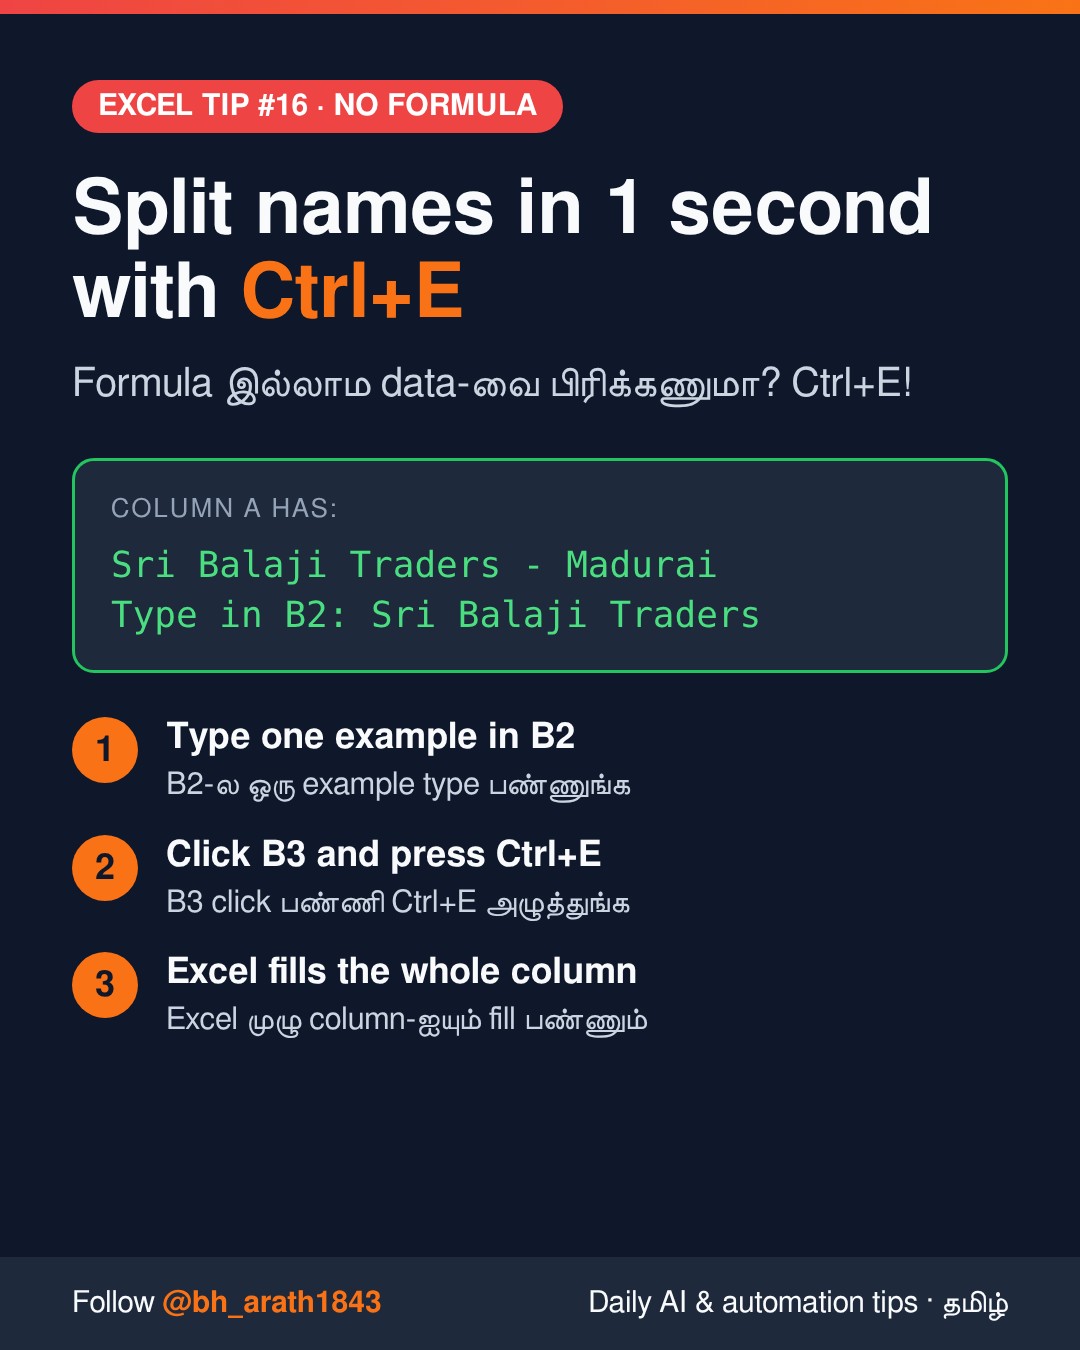 EXCEL TIP #16 · NO FORMULA
Split names in 1 second
with Ctrl+E
Formula இல்லாம data-வை பிரிக்கணுமா? Ctrl+E!
COLUMN A HAS:
Sri Balaji Traders - Madurai
Type in B2: Sri Balaji Traders
1
Type one example in B2
B2-ல ஒரு example type பண்ணுங்க
2
Click B3 and press Ctrl+E
B3 click பண்ணி Ctrl+E அழுத்துங்க
3
Excel fills the whole column
Excel முழு column-ஐயும் fill பண்ணும்
Follow @bh_arath1843
Daily AI & automation tips · தமிழ்